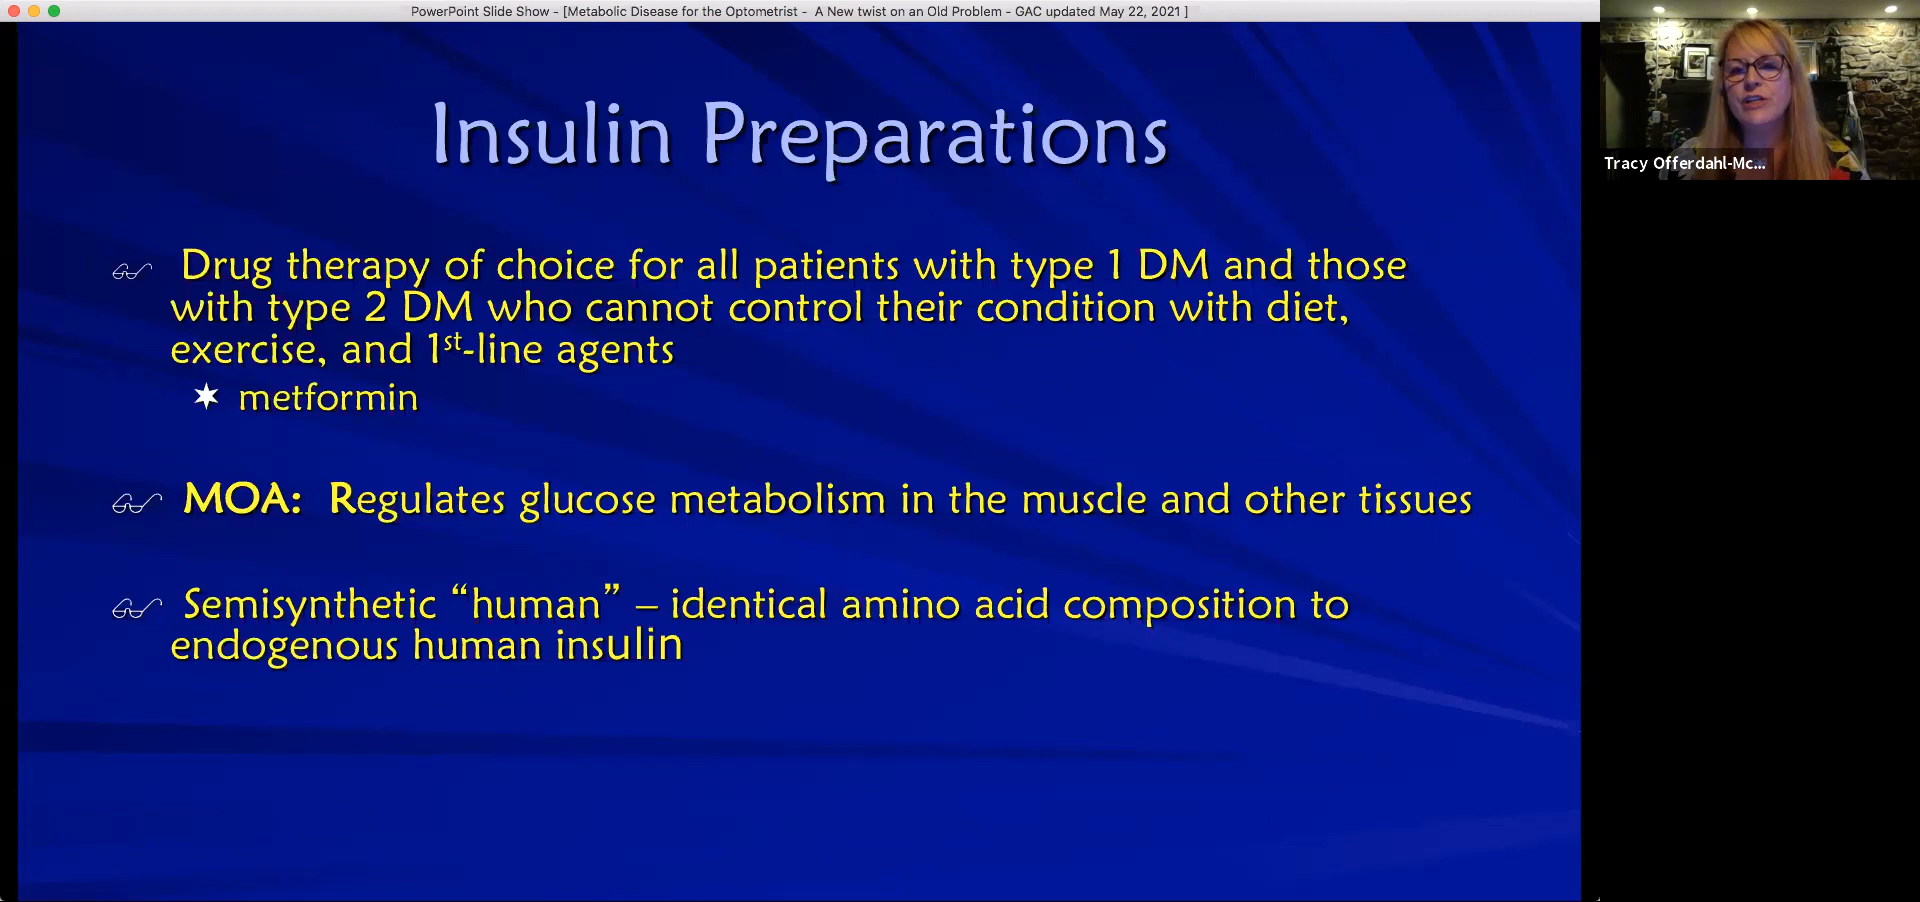 PowerPoint Slide Show - [Metabolic Disease for the Optometrist - A New twist on an Old Problem - GAC updated May 22, 2021 ]
Insulin Preparations
Drug therapy of choice for all patients with type 1 DM and those
with type 2 DM who cannot control their condition with diet,
exercise, and 1st-line agents
metformin
MOA: Regulates glucose metabolism in the muscle and other tissues
Semisynthetic “human” – identical amino acid composition to
endogenous human insulin
Tracy Offerdahl-Mc...